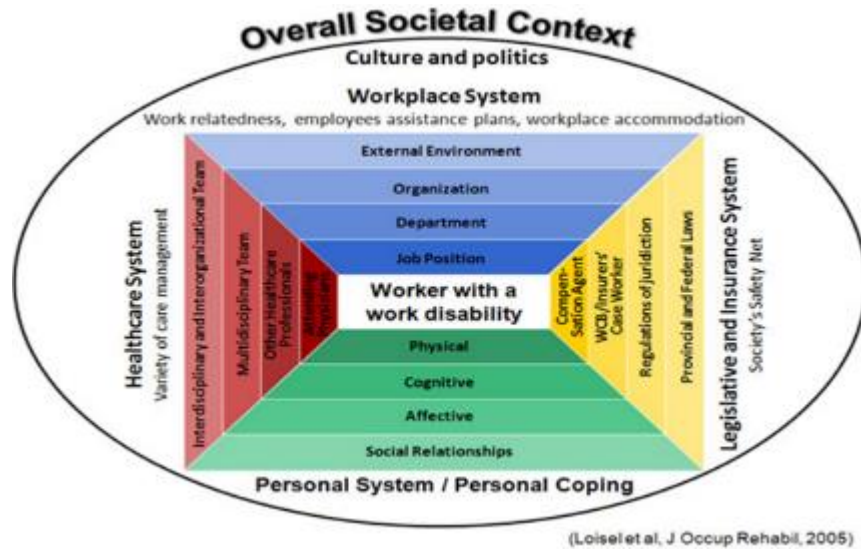 Overall Societal Context
Culture and politics
Workplace System
Work relatedness, employees assistance plans, workplace accommodation
External Environment
Organization
Department
Job Position
Healthcare System
Variety of care management
Interdisciplinary and Interorganizational Team
Multidisciplinary Team
Other Healthcare
Professionals
Attending
Physicians
Worker with a
work disability
Compen-
sation Agent
WCB/Insurers'
Case Worker
Regulations of juridiction
Provincial and Federal Laws
Legislative and Insurance System
Society's Safety Net
Physical
Cognitive
Affective
Social Relationships
Personal System / Personal Coping
(Loisel et al, J Occup Rehabil, 2005)